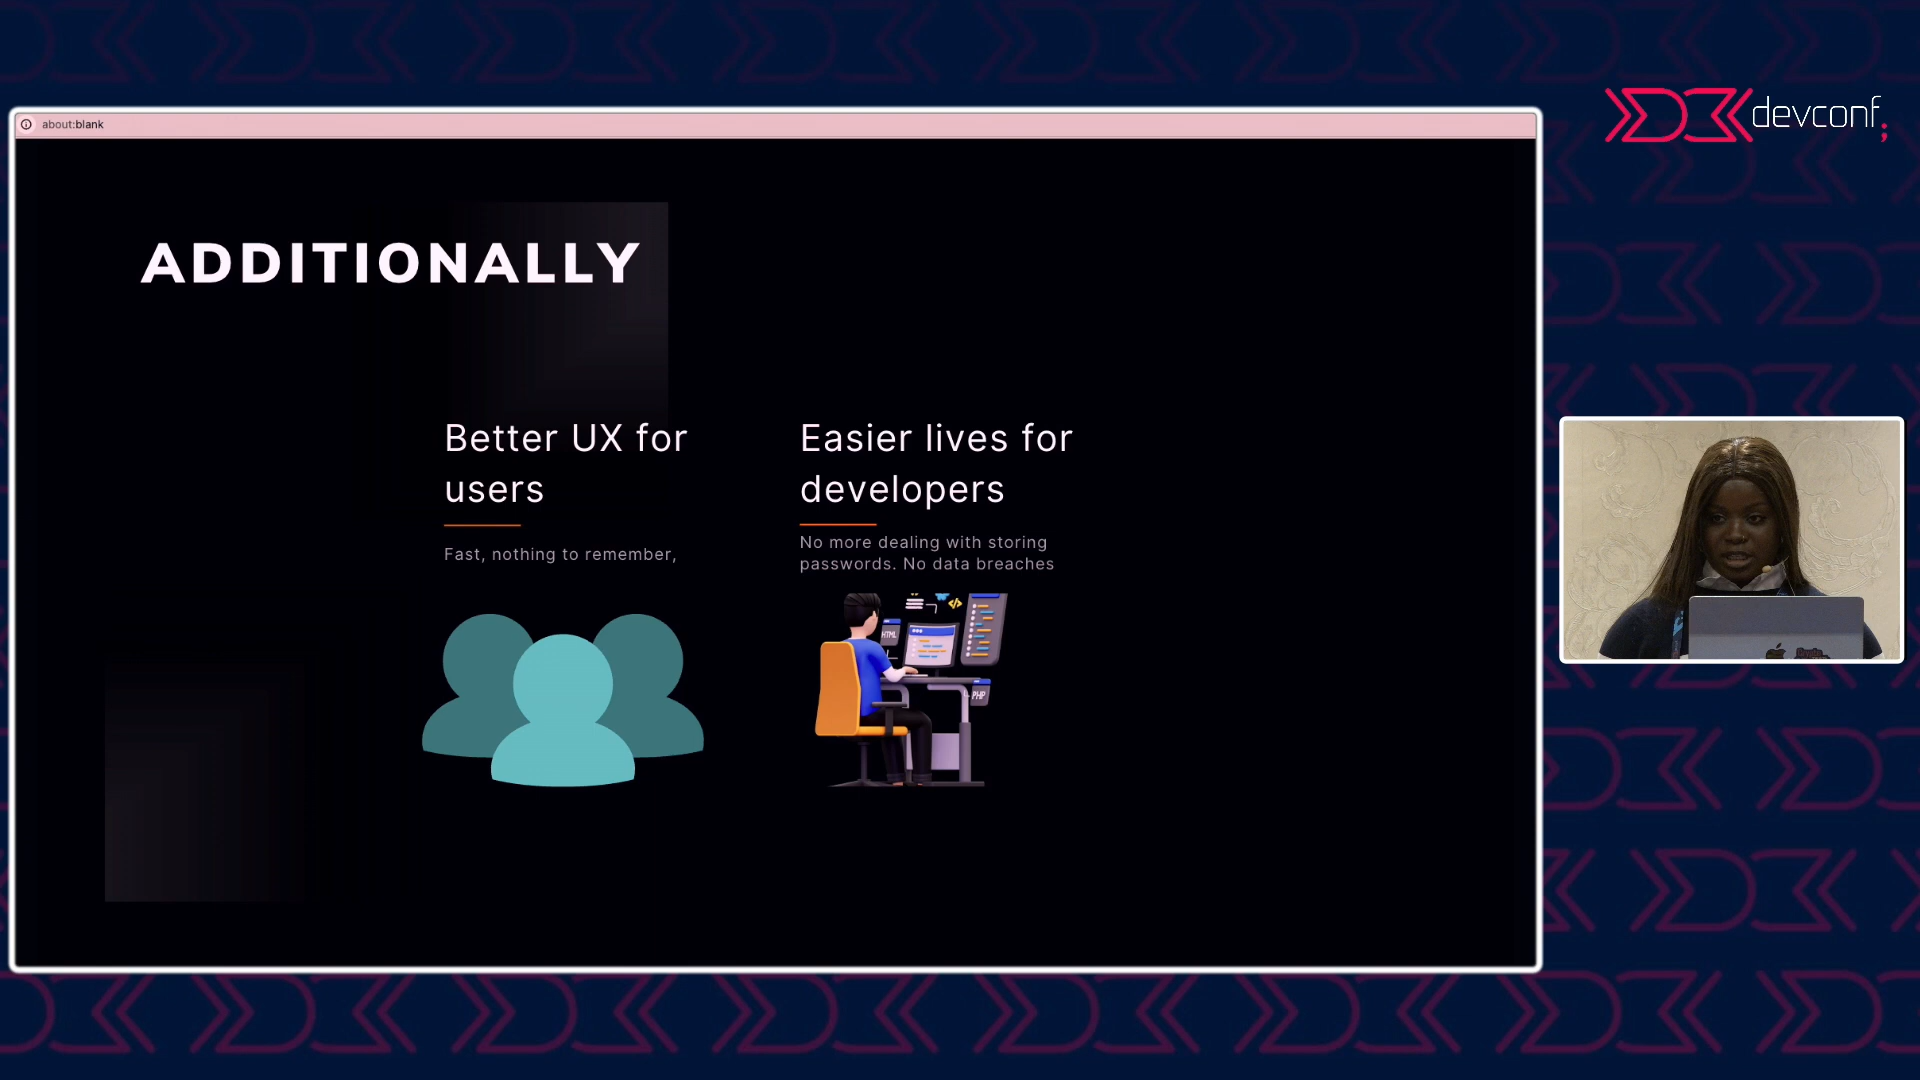 about:blank
devconf;
ADDITIONALLY
Better UX for
users
Fast, nothing to remember,
Easier lives for
developers
No more dealing with storing
passwords. No data breaches
HTML
PHP